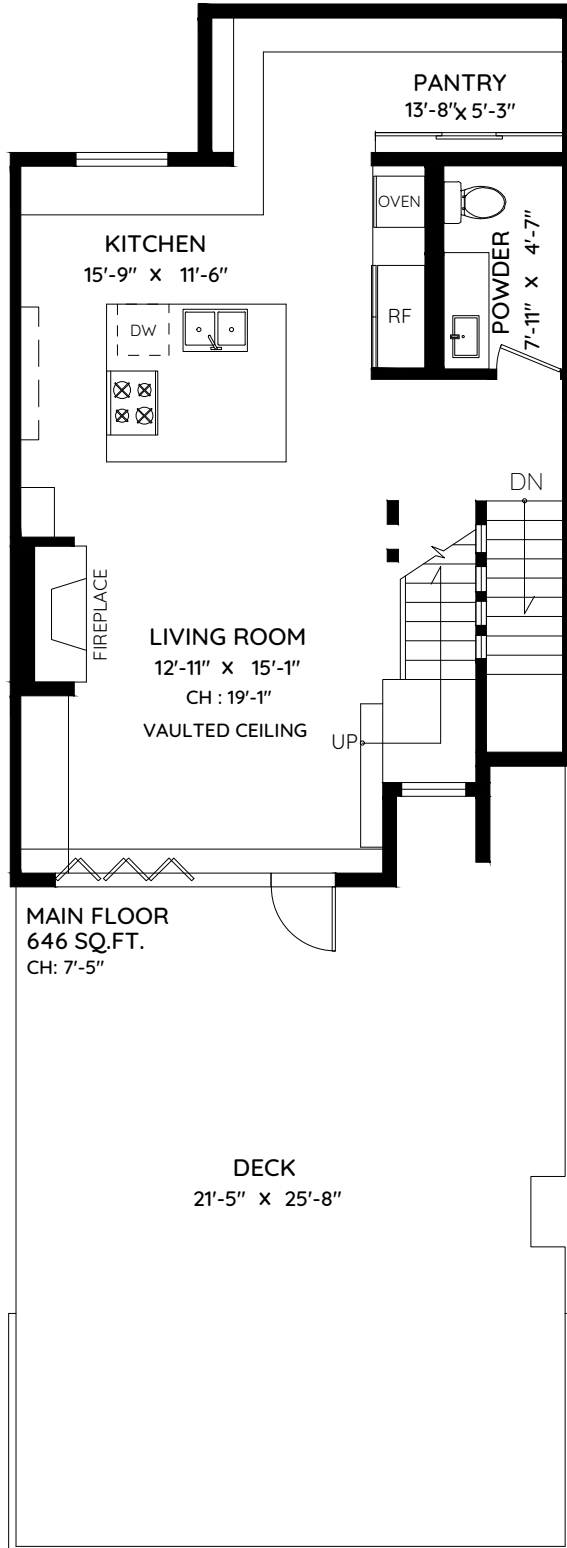 PANTRY
13'-8" x 5'-3"
OVEN
KITCHEN
15'-9" X 11'-6"
POWDER
7'-11" X 4'-7"
RF
DW
DN
FIREPLACE
LIVING ROOM
12'-11" X 15'-1"
CH : 19'-1"
VAULTED CEILING
UP
MAIN FLOOR
646 SQ.FT.
CH: 7'-5"
DECK
21'-5" X 25'-8"